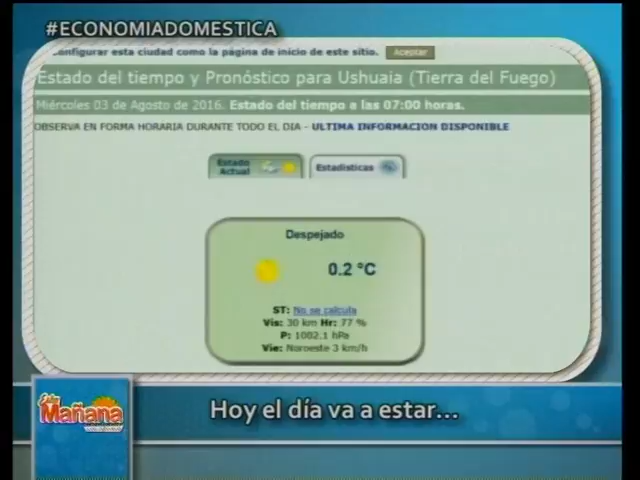 #ECONOMIADOMESTICA
configurar esta ciudad como la página de inicio de este sitio. Aceptar
Estado del tiempo y Pronóstico para Ushuaia (Tierra del Fuego)
Miércoles 03 de Agosto de 2016. Estado del tiempo a las 07:00 horas.
OBSERVA EN FORMA HORARIA DURANTE TODO EL DIA - ULTIMA INFORMACION DISPONIBLE
Estado Actual
Estadísticas
Despejado
0.2 °C
ST: No se calcula
Vis: 30 km Hr: 77 %
P: 1002.1 hPa
Vie: Noroeste 3 km/h
Hoy el día va a estar...
Esta
Mañana